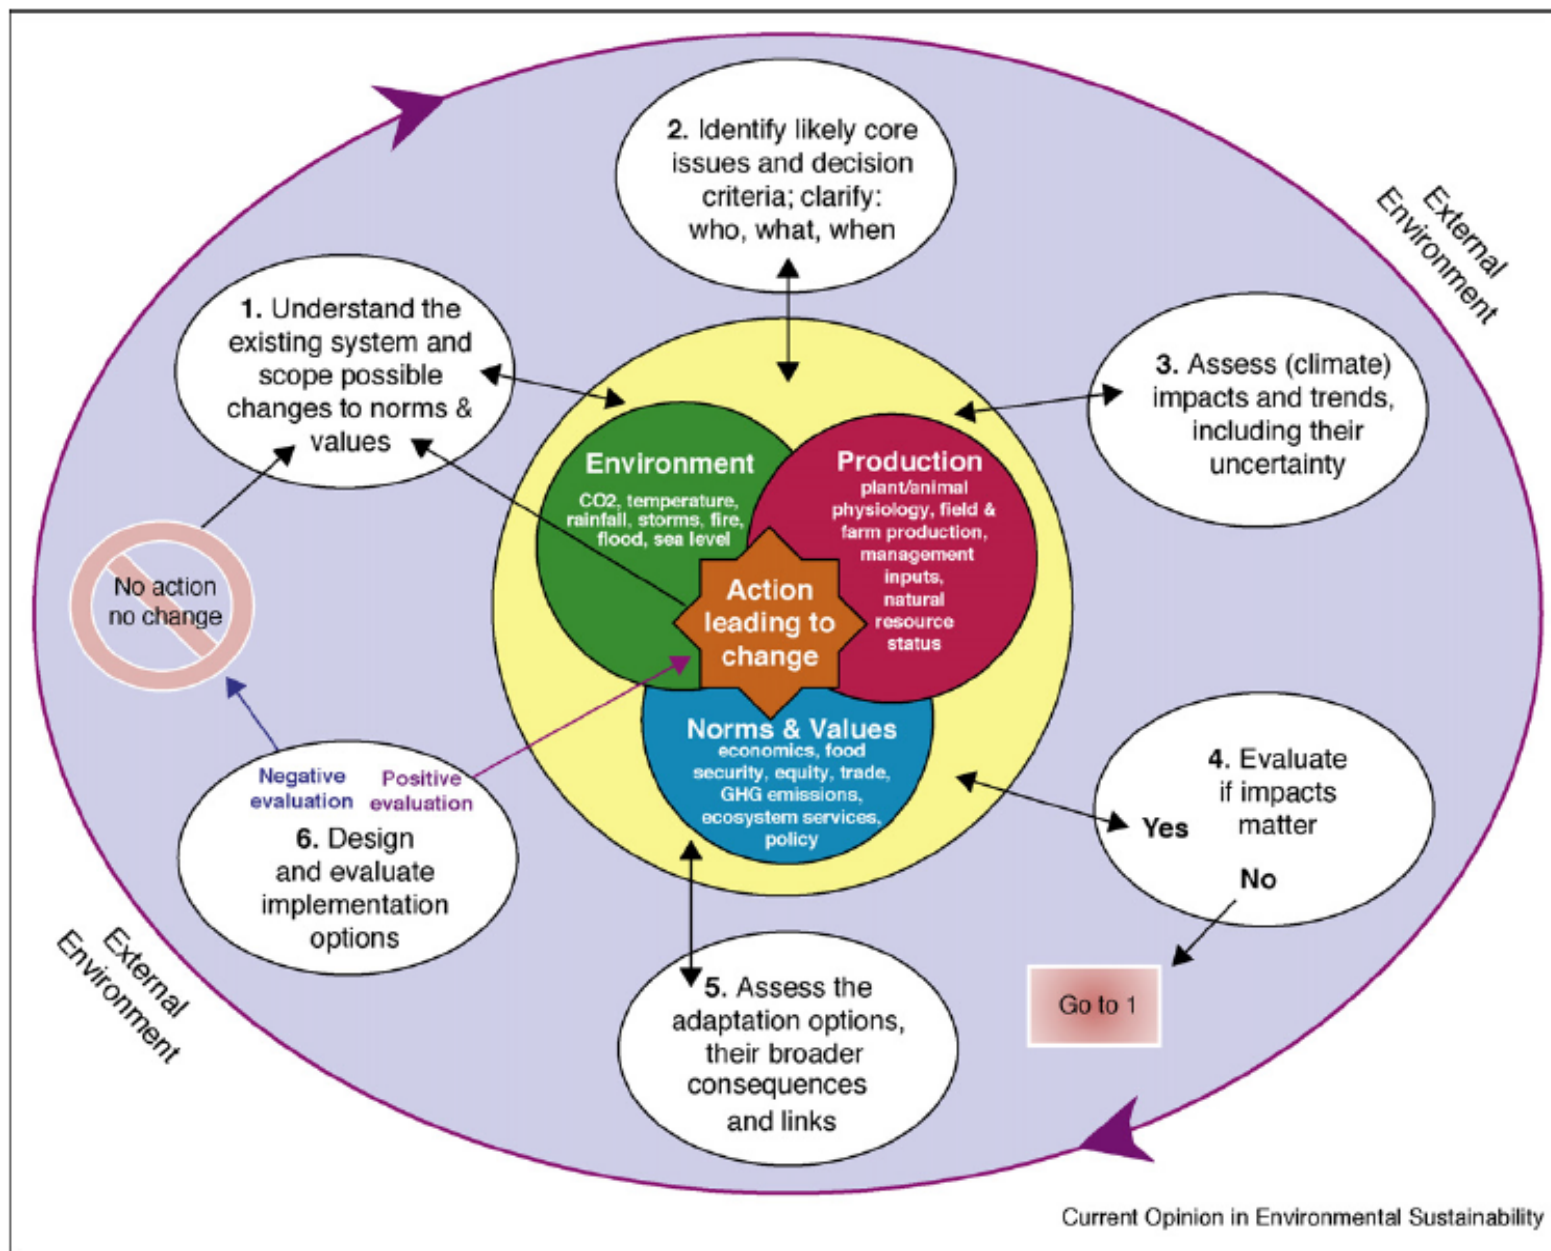 2. Identify likely core
issues and decision
criteria; clarify:
who, what, when
External
Environment
1. Understand the
existing system and
scope possible
changes to norms &
values
3. Assess (climate)
impacts and trends,
including their
uncertainty
Environment
CO2, temperature,
rainfall, storms, fire,
flood, sea level
Production
plant/animal
physiology, field &
farm production,
management
inputs,
natural
resource
status
No action
no change
Action
leading to
change
Norms & Values
economics, food
security, equity, trade,
GHG emissions,
ecosystem services,
policy
4. Evaluate
if impacts
matter
Yes
No
Negative
evaluation
Positive
evaluation
6. Design
and evaluate
implementation
options
External
Environment
5. Assess the
adaptation options,
their broader
consequences
and links
Go to 1
Current Opinion in Environmental Sustainability